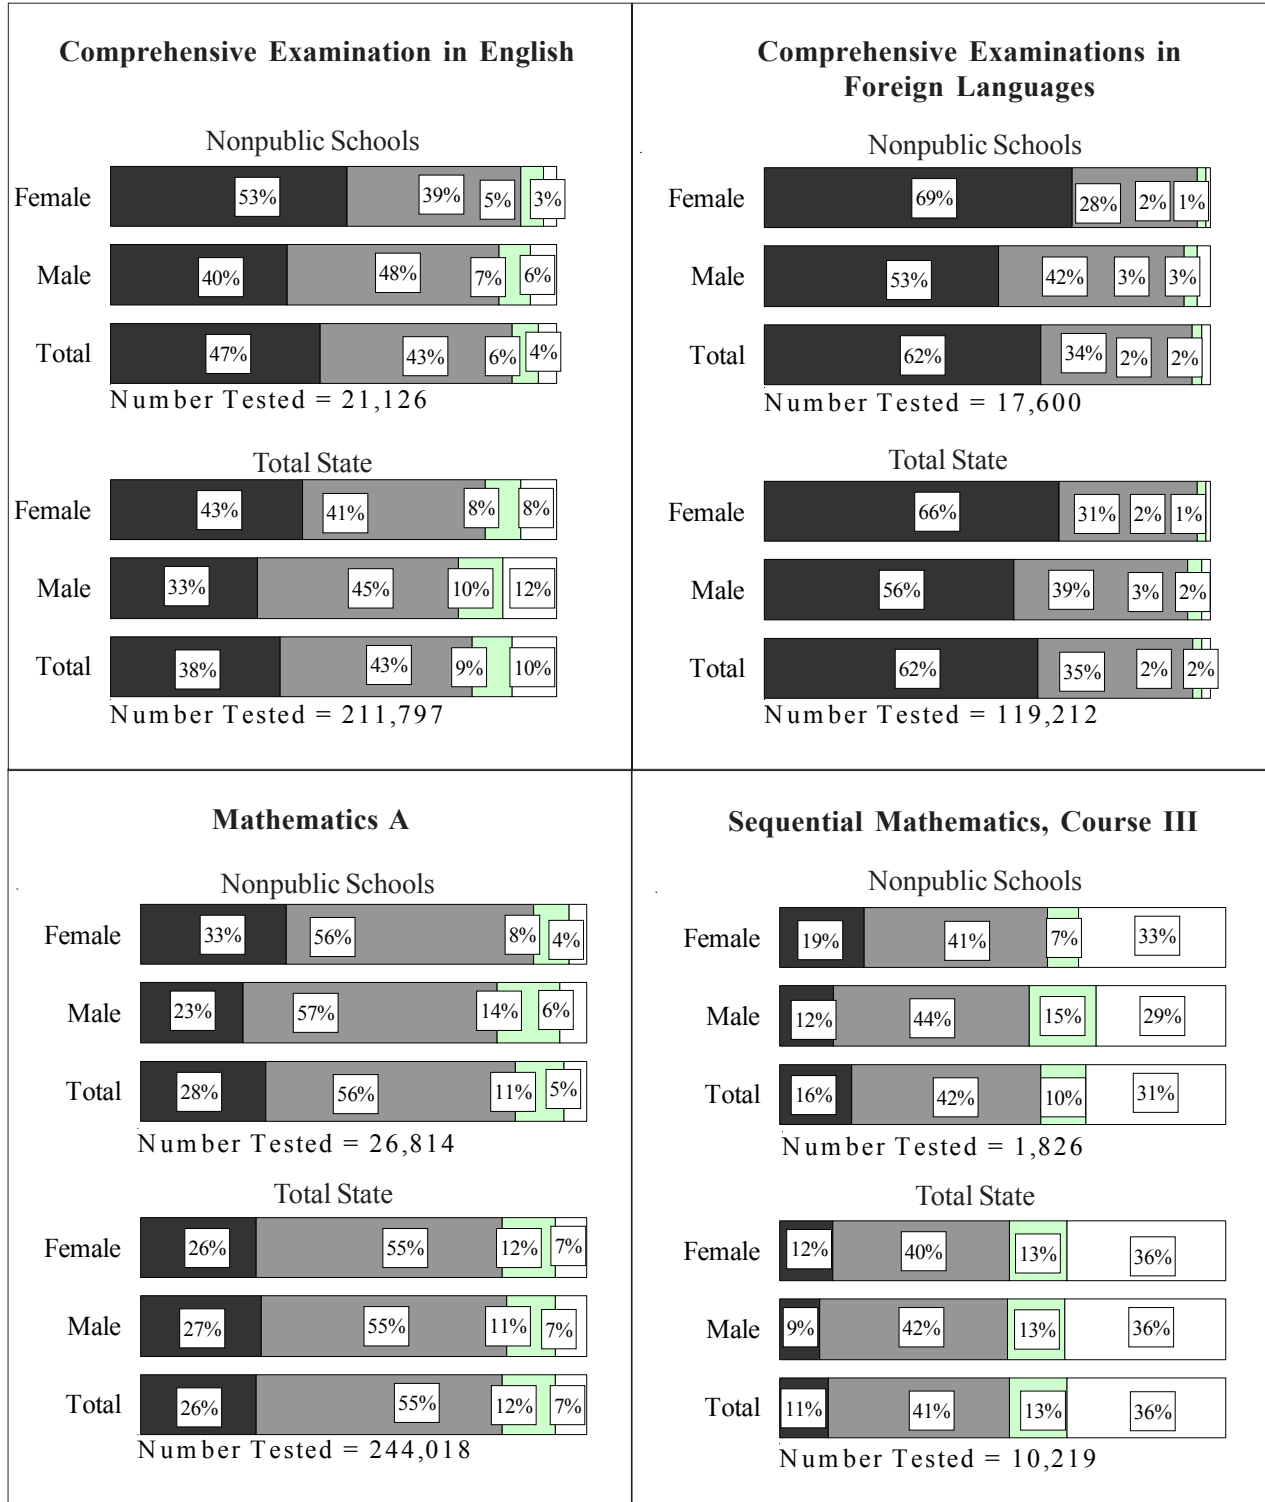 Comprehensive Examination in English
Nonpublic Schools
Female 53% 39% 5% 3%
Male 40% 48% 7% 6%
Total 47% 43% 6% 4%
Number Tested = 21,126
Total State
Female 43% 41% 8% 8%
Male 33% 45% 10% 12%
Total 38% 43% 9% 10%
Number Tested = 211,797
Comprehensive Examinations in
Foreign Languages
Nonpublic Schools
Female 69% 28% 2% 1%
Male 53% 42% 3% 3%
Total 62% 34% 2% 2%
Number Tested = 17,600
Total State
Female 66% 31% 2% 1%
Male 56% 39% 3% 2%
Total 62% 35% 2% 2%
Number Tested = 119,212
Mathematics A
Nonpublic Schools
Female 33% 56% 8% 4%
Male 23% 57% 14% 6%
Total 28% 56% 11% 5%
Number Tested = 26,814
Total State
Female 26% 55% 12% 7%
Male 27% 55% 11% 7%
Total 26% 55% 12% 7%
Number Tested = 244,018
Sequential Mathematics, Course III
Nonpublic Schools
Female 19% 41% 7% 33%
Male 12% 44% 15% 29%
Total 16% 42% 10% 31%
Number Tested = 1,826
Total State
Female 12% 40% 13% 36%
Male 9% 42% 13% 36%
Total 11% 41% 13% 36%
Number Tested = 10,219